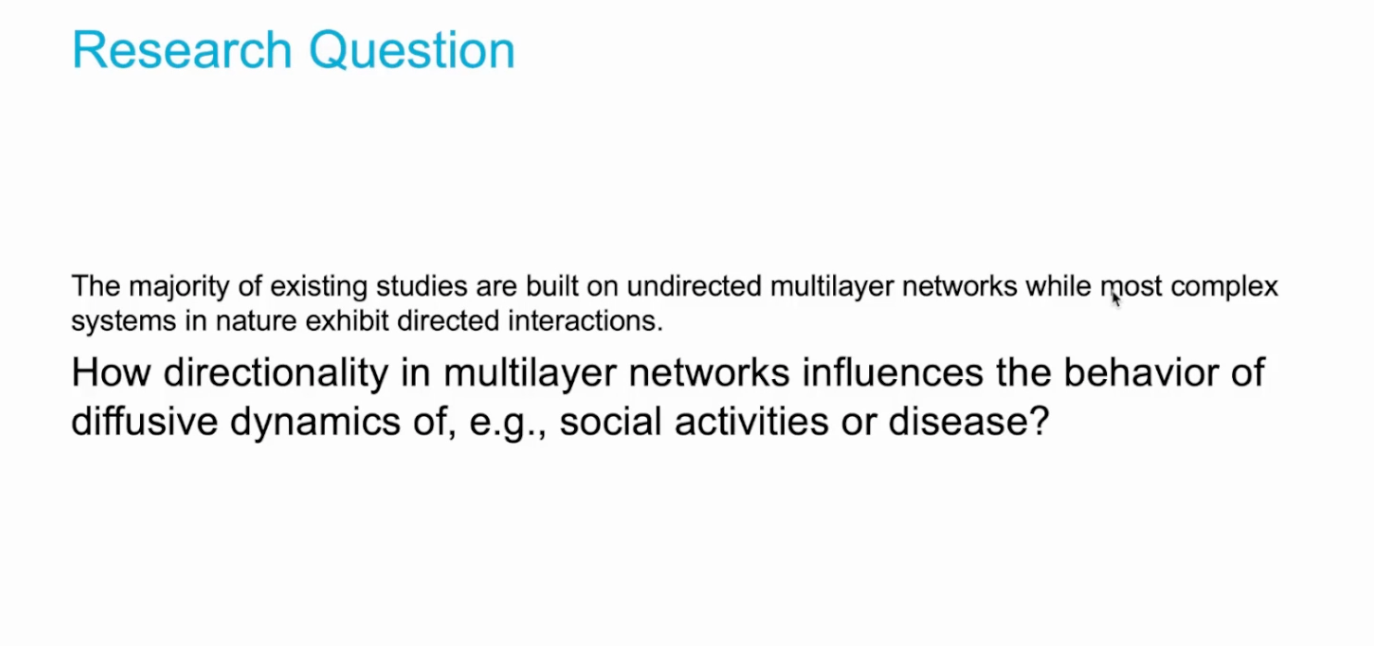 Research Question
The majority of existing studies are built on undirected multilayer networks while most complex
systems in nature exhibit directed interactions.
How directionality in multilayer networks influences the behavior of
diffusive dynamics of, e.g., social activities or disease?